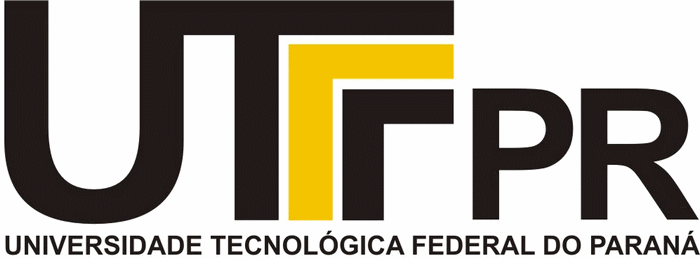 UTFPR
UNIVERSIDADE TECNOLÓGICA FEDERAL DO PARANÁ